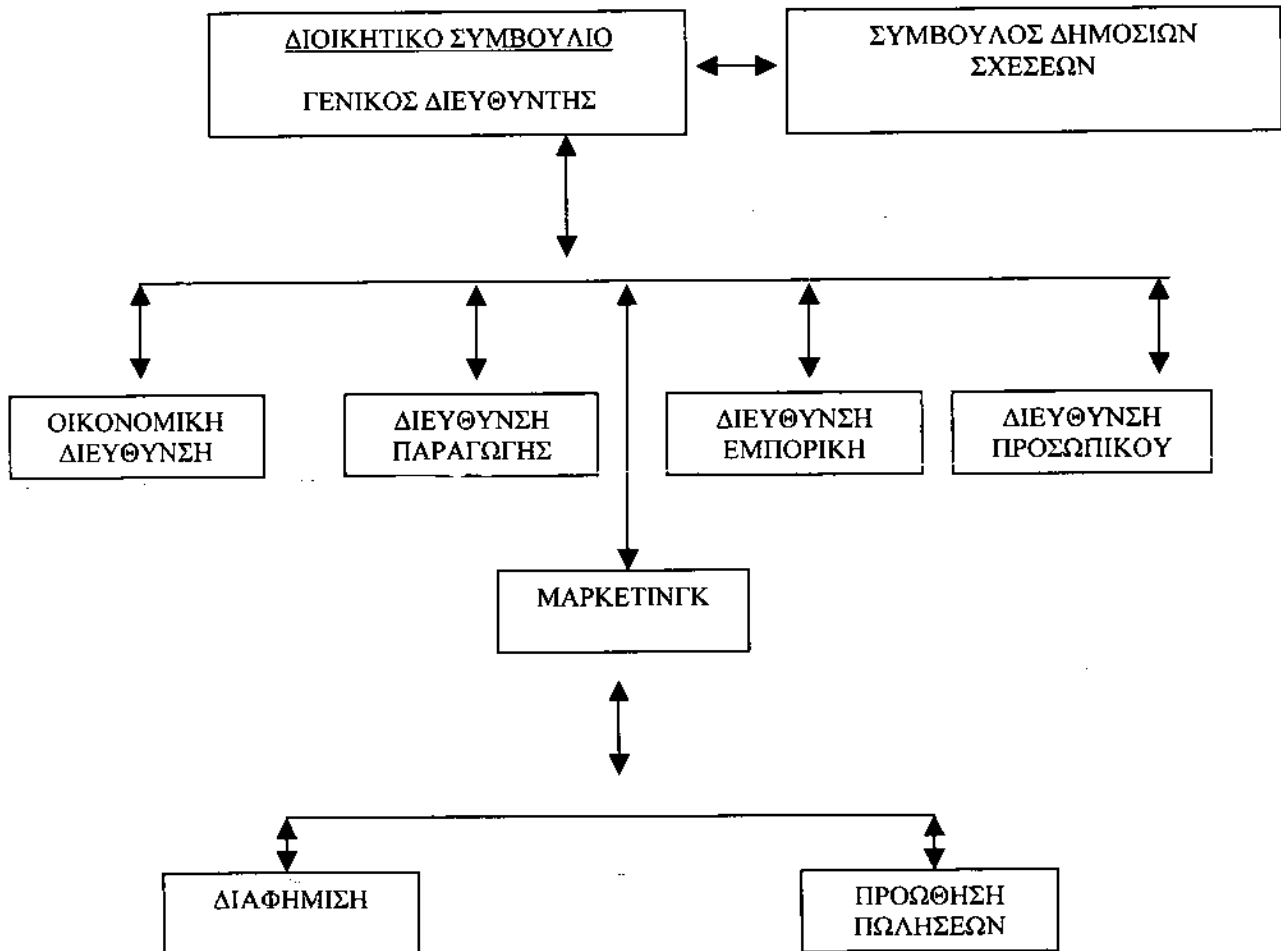 ΔΙΟΙΚΗΤΙΚΟ ΣΥΜΒΟΥΛΙΟ
ΓΕΝΙΚΟΣ ΔΙΕΥΘΥΝΤΗΣ
ΣΥΜΒΟΥΛΟΣ ΔΗΜΟΣΙΩΝ
ΣΧΕΣΕΩΝ
ΟΙΚΟΝΟΜΙΚΗ
ΔΙΕΥΘΥΝΣΗ
ΔΙΕΥΘΥΝΣΗ
ΠΑΡΑΓΩΓΗΣ
ΔΙΕΥΘΥΝΣΗ
ΕΜΠΟΡΙΚΗ
ΔΙΕΥΘΥΝΣΗ
ΠΡΟΣΩΠΙΚΟΥ
ΜΑΡΚΕΤΙΝΓΚ
ΔΙΑΦΗΜΙΣΗ
ΠΡΟΩΘΗΣΗ
ΠΩΛΗΣΕΩΝ